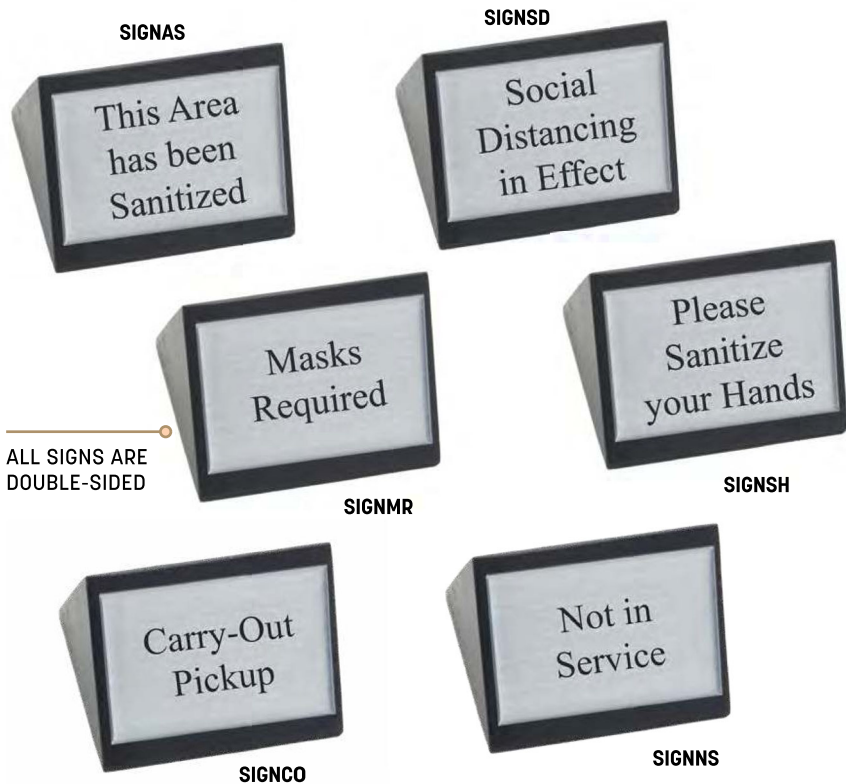 SIGNAS
This Area
has been
Sanitized
SIGNSD
Social
Distancing
in Effect
Masks
Required
SIGNMR
Please
Sanitize
your Hands
SIGNSH
ALL SIGNS ARE
DOUBLE-SIDED
Carry-Out
Pickup
SIGNCO
Not in
Service
SIGNNS